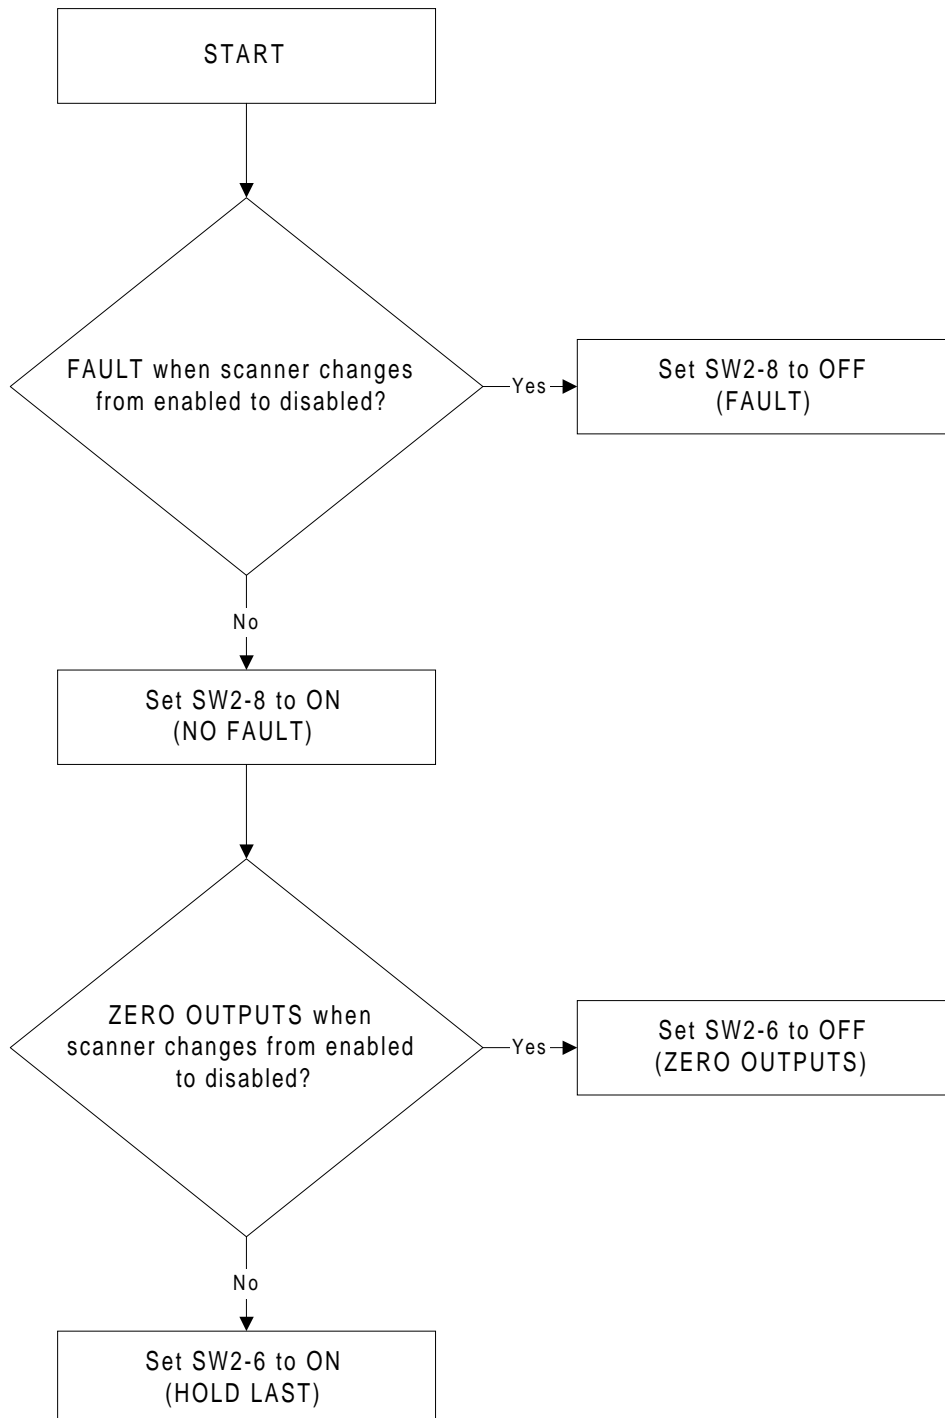 START
FAULT when scanner changes
from enabled to disabled?
Yes
Set SW2-8 to OFF
(FAULT)
No
Set SW2-8 to ON
(NO FAULT)
ZERO OUTPUTS when
scanner changes from enabled
to disabled?
Yes
Set SW2-6 to OFF
(ZERO OUTPUTS)
No
Set SW2-6 to ON
(HOLD LAST)